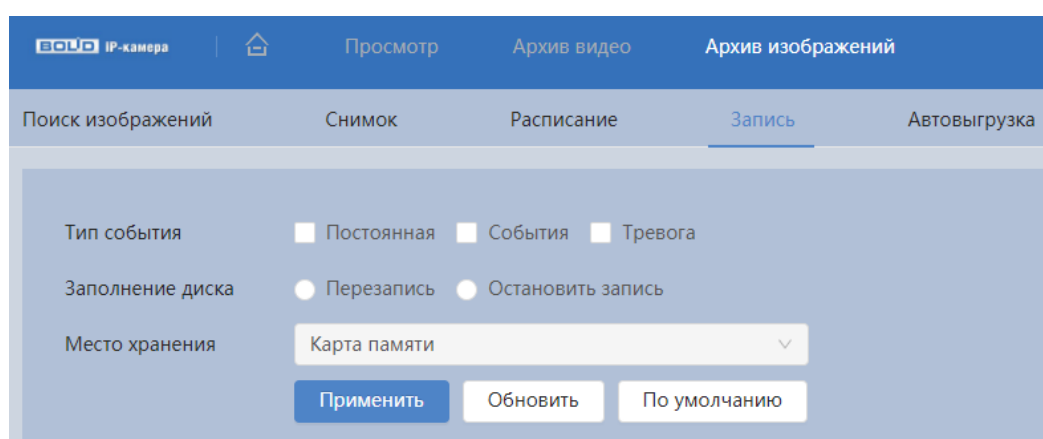 BOLID IP-камера Просмотр Архив видео Архив изображений
Поиск изображений Снимок Расписание Запись Автовыгрузка
Тип события Постоянная События Тревога
Заполнение диска Перезапись Остановить запись
Место хранения Карта памяти
Применить Обновить По умолчанию